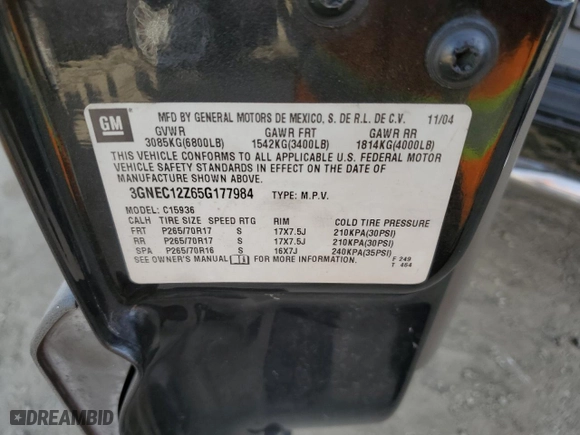 GM
MFD BY GENERAL MOTORS DE MEXICO, S. DE R.L. DE C.V. 11/04
GVWR GAWR FRT GAWR RR
3085KG(6800LB) 1542KG(3400LB) 1814KG(4000LB)
THIS VEHICLE CONFORMS TO ALL APPLICABLE U.S. FEDERAL MOTOR
VEHICLE SAFETY STANDARDS IN EFFECT ON THE DATE OF
MANUFACTURE SHOWN ABOVE.
3GNEC12Z65G177984 TYPE: M.P.V.
MODEL: C15936
CALH TIRE SIZE SPEED RTG RIM COLD TIRE PRESSURE
FRT P265/70R17 S 17X7.5J 210KPA(30PSI)
RR P265/70R17 S 17X7.5J 210KPA(30PSI)
SPA P265/70R16 S 16X7J 240KPA(35PSI)
SEE OWNER'S MANUAL FOR MORE INFORMATION.
F 249
T 464
DREAMBID